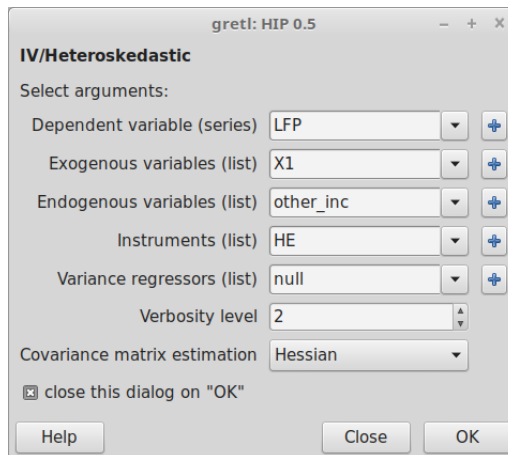 gretl: HIP 0.5
IV/Heteroskedastic
Select arguments:
Dependent variable (series) LFP
Exogenous variables (list) X1
Endogenous variables (list) other_inc
Instruments (list) HE
Variance regressors (list) null
Verbosity level 2
Covariance matrix estimation Hessian
close this dialog on "OK"
Help Close OK